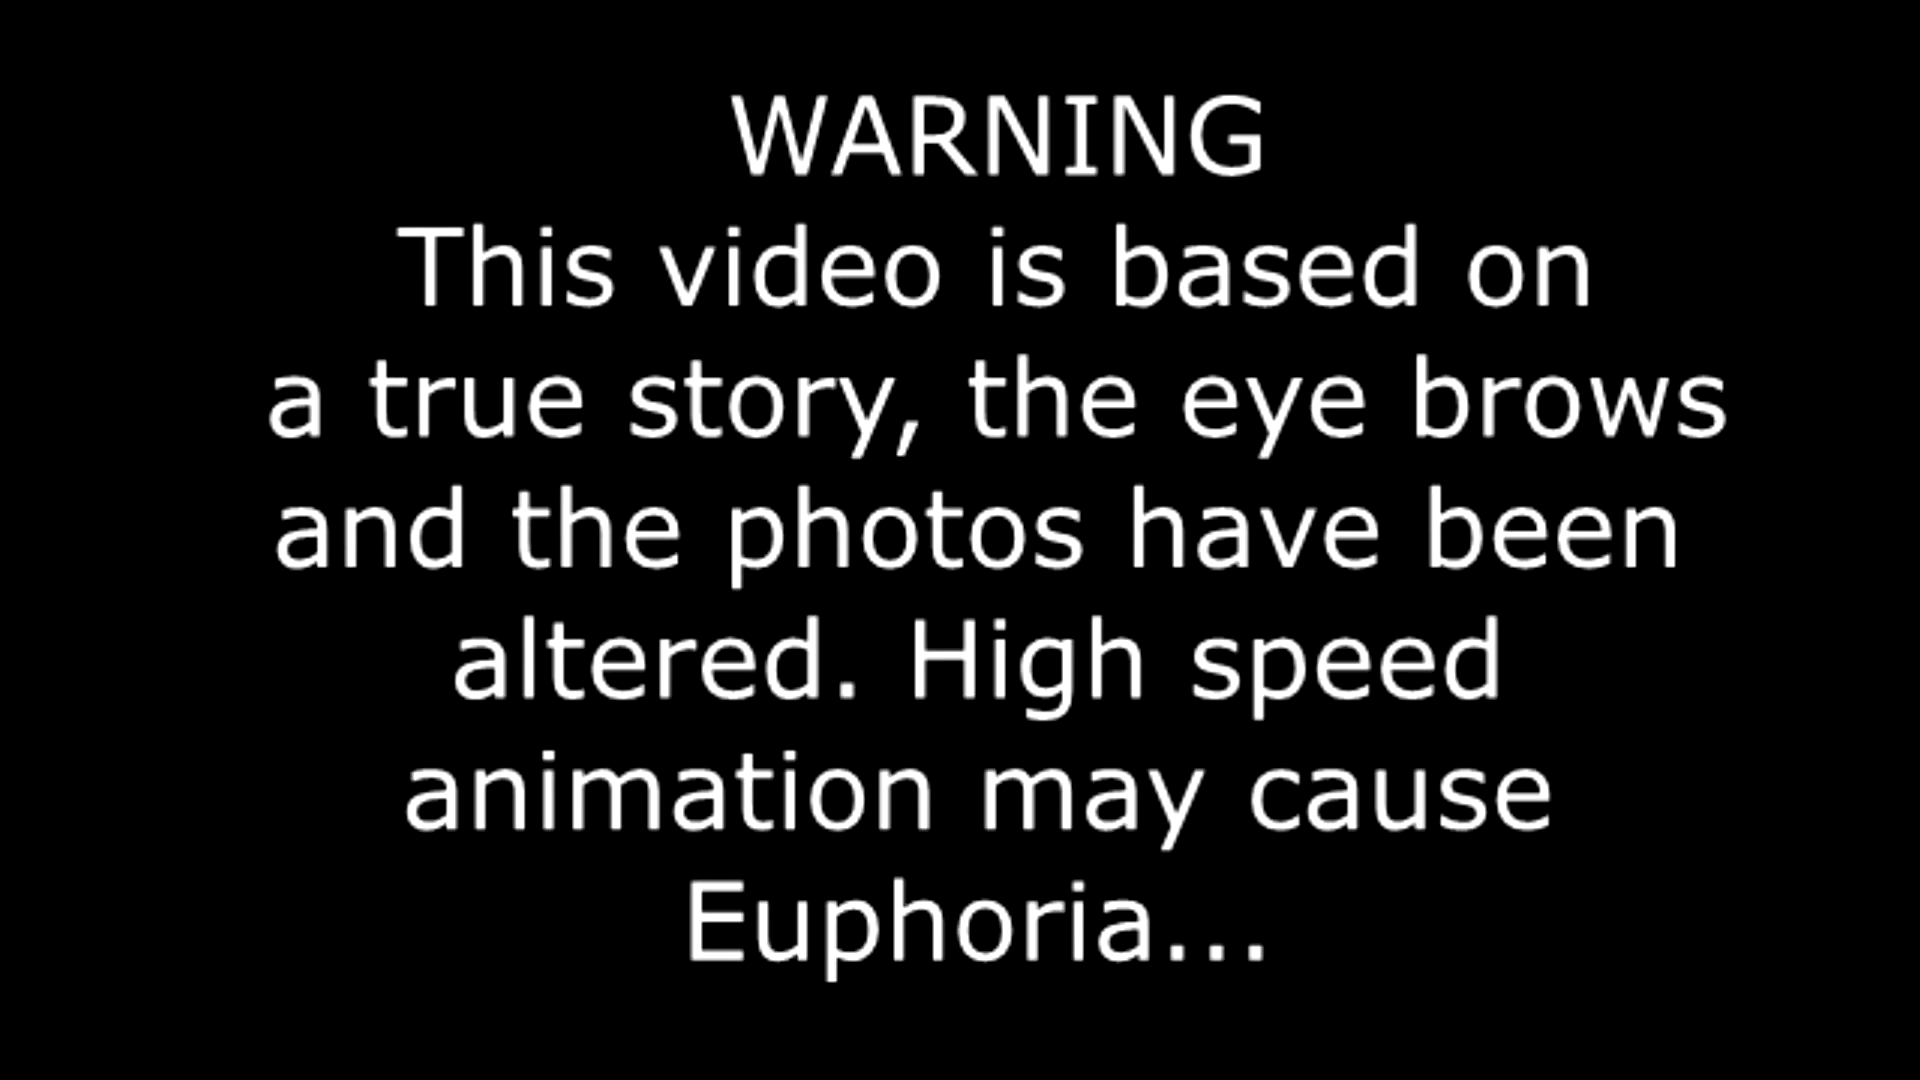 WARNING
This video is based on
a true story, the eye brows
and the photos have been
altered. High speed
animation may cause
Euphoria...